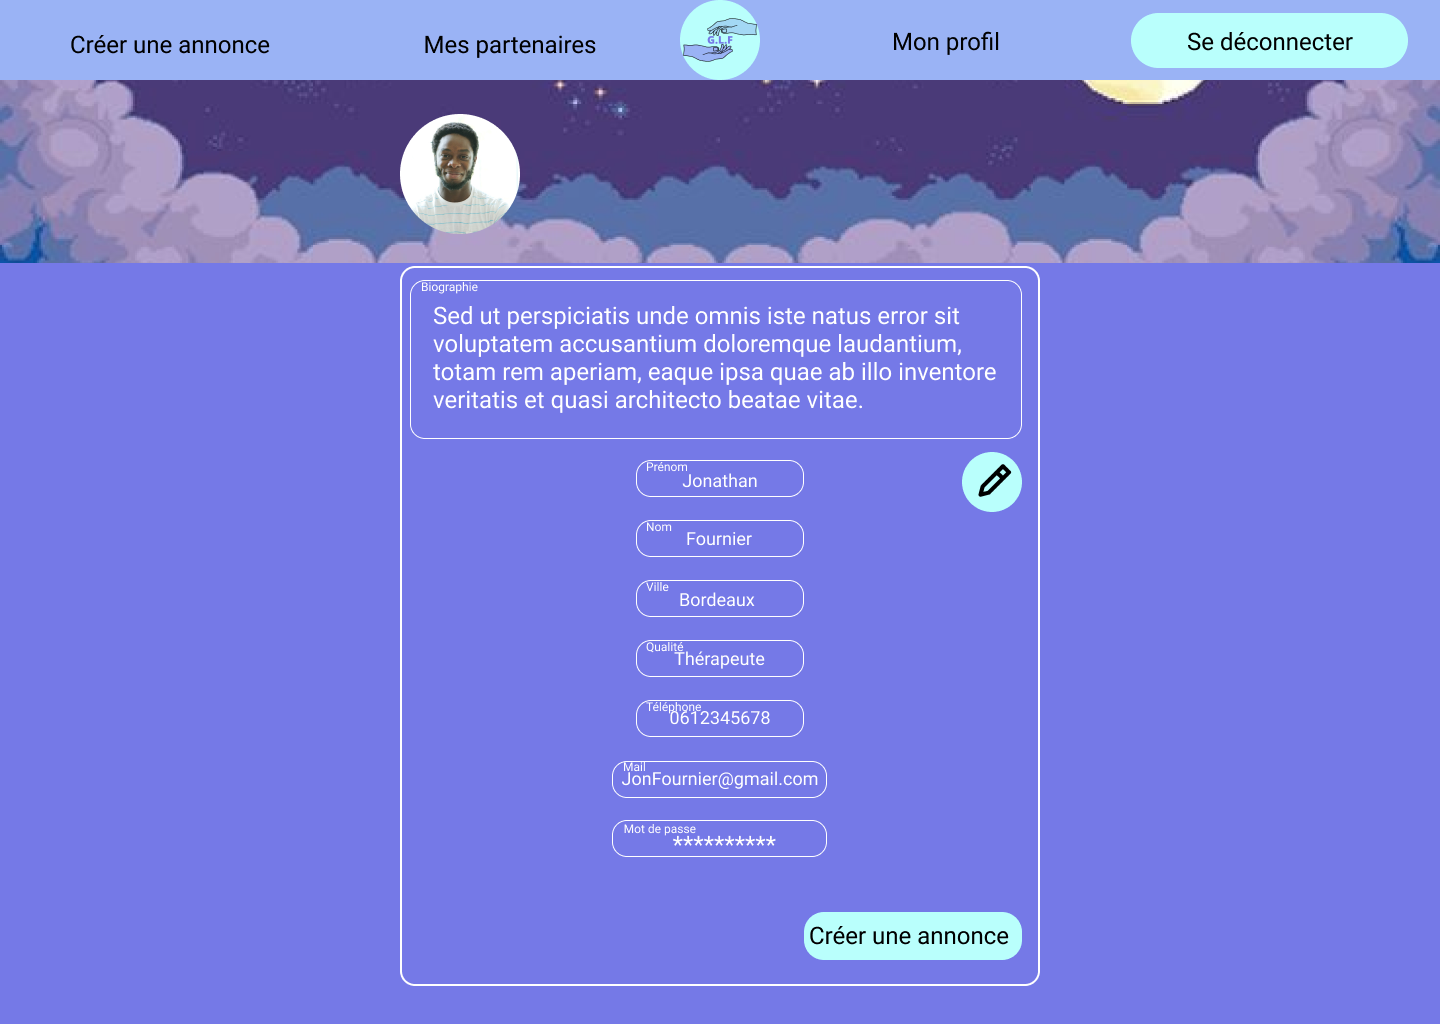 Créer une annonce
Mes partenaires
G.L.F
Mon profil
Se déconnecter
Biographie
Sed ut perspiciatis unde omnis iste natus error sit
voluptatem accusantium doloremque laudantium,
totam rem aperiam, eaque ipsa quae ab illo inventore
veritatis et quasi architecto beatae vitae.
Prénom
Jonathan
Nom
Fournier
Ville
Bordeaux
Qualité
Thérapeute
Téléphone
0612345678
Mail
JonFournier@gmail.com
Mot de passe
**********
Créer une annonce